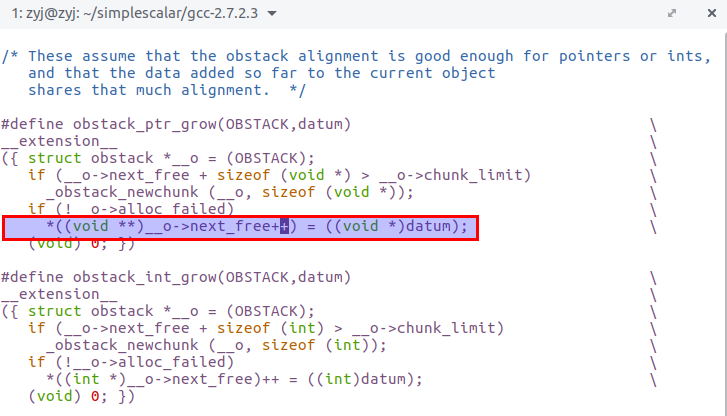 1: zyj@zyj: ~/simplescalar/gcc-2.7.2.3
/* These assume that the obstack alignment is good enough for pointers or ints,
   and that the data added so far to the current object
   shares that much alignment.  */
#define obstack_ptr_grow(OBSTACK,datum) \
__extension__ \
({ struct obstack *__o = (OBSTACK); \
   if (__o->next_free + sizeof (void *) > __o->chunk_limit) \
     _obstack_newchunk (__o, sizeof (void *)); \
   if (!__o->alloc_failed) \
     *((void **)__o->next_free++) = ((void *)datum); \
   (void) 0; })
#define obstack_int_grow(OBSTACK,datum) \
__extension__ \
({ struct obstack *__o = (OBSTACK); \
   if (__o->next_free + sizeof (int) > __o->chunk_limit) \
     _obstack_newchunk (__o, sizeof (int)); \
   if (!__o->alloc_failed) \
     *((int *)__o->next_free)++ = ((int)datum); \
   (void) 0; })